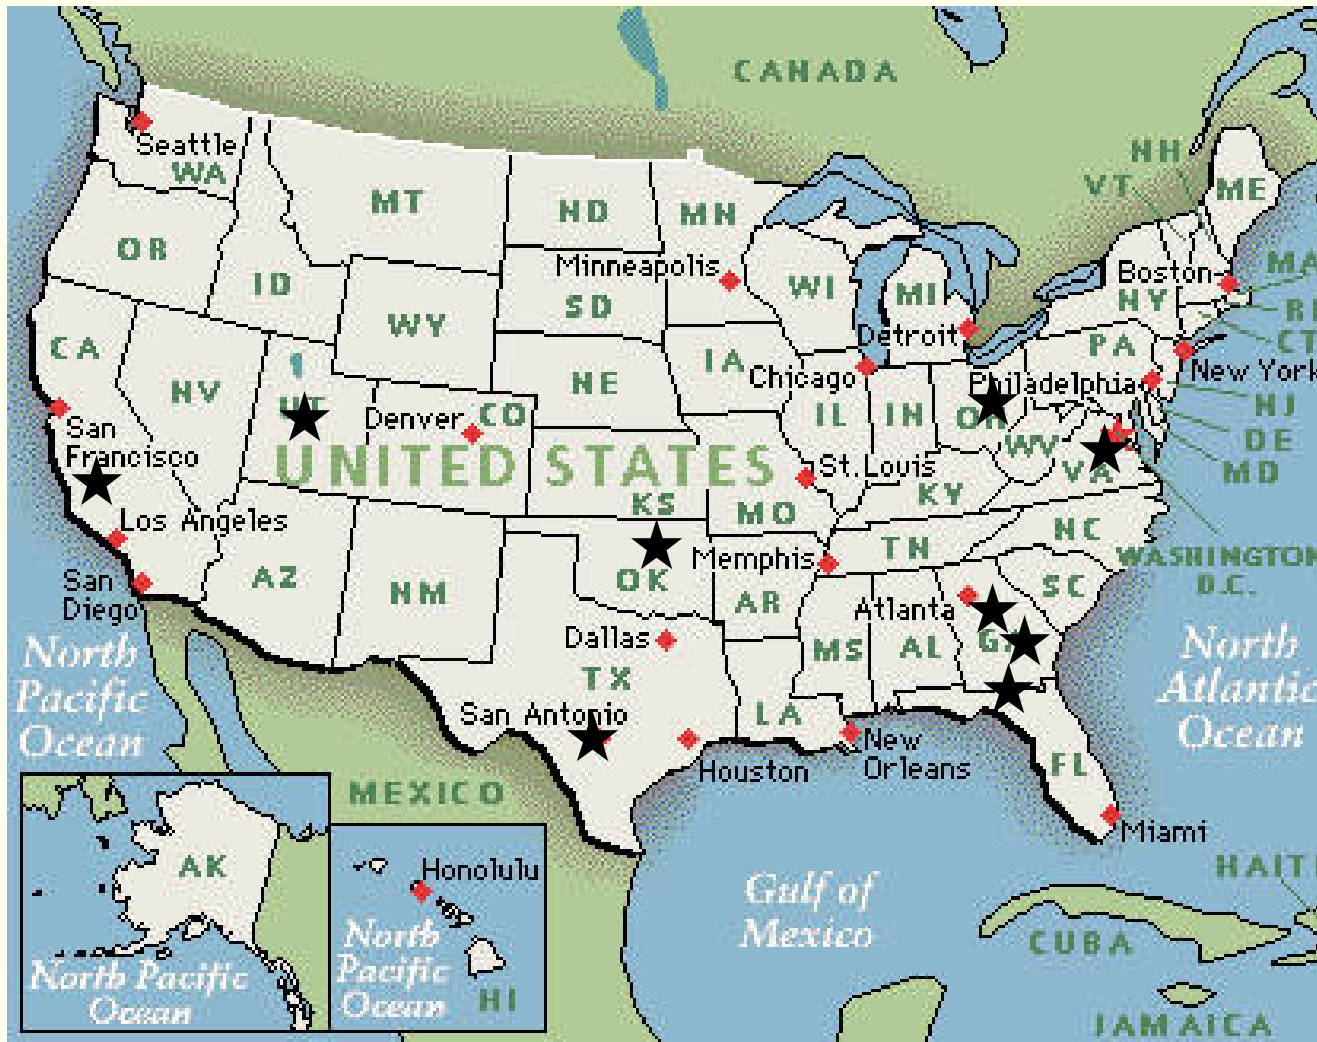 CANADA
NH
VT
ME
Seattle
WA
MT
ND
MN
OR
ID
Minneapolis
WI
MI
Boston
MA
NY
SD
WY
RI
CT
Detroit
PA
CA
IA
Chicago
New York
NV
NE
Philadelphia
NJ
UT
Denver
CO
IL
IN
DE
San
Francisco
UNITED STATES
St. Louis
WV
VA
MD
KS
KY
MO
Los Angeles
NC
Memphis
TN
WASHINGTON
D.C.
AZ
NM
OK
AR
Atlanta
SC
San
Diego
Dallas
MS
AL
North
Pacific
Ocean
North
Atlantic
Ocean
TX
San Antonio
LA
New
Orleans
Houston
FL
MEXICO
Miami
AK
Honolulu
Gulf of
Mexico
CUBA
North Pacific
Ocean
North
Pacific
Ocean
HI
JAMAICA